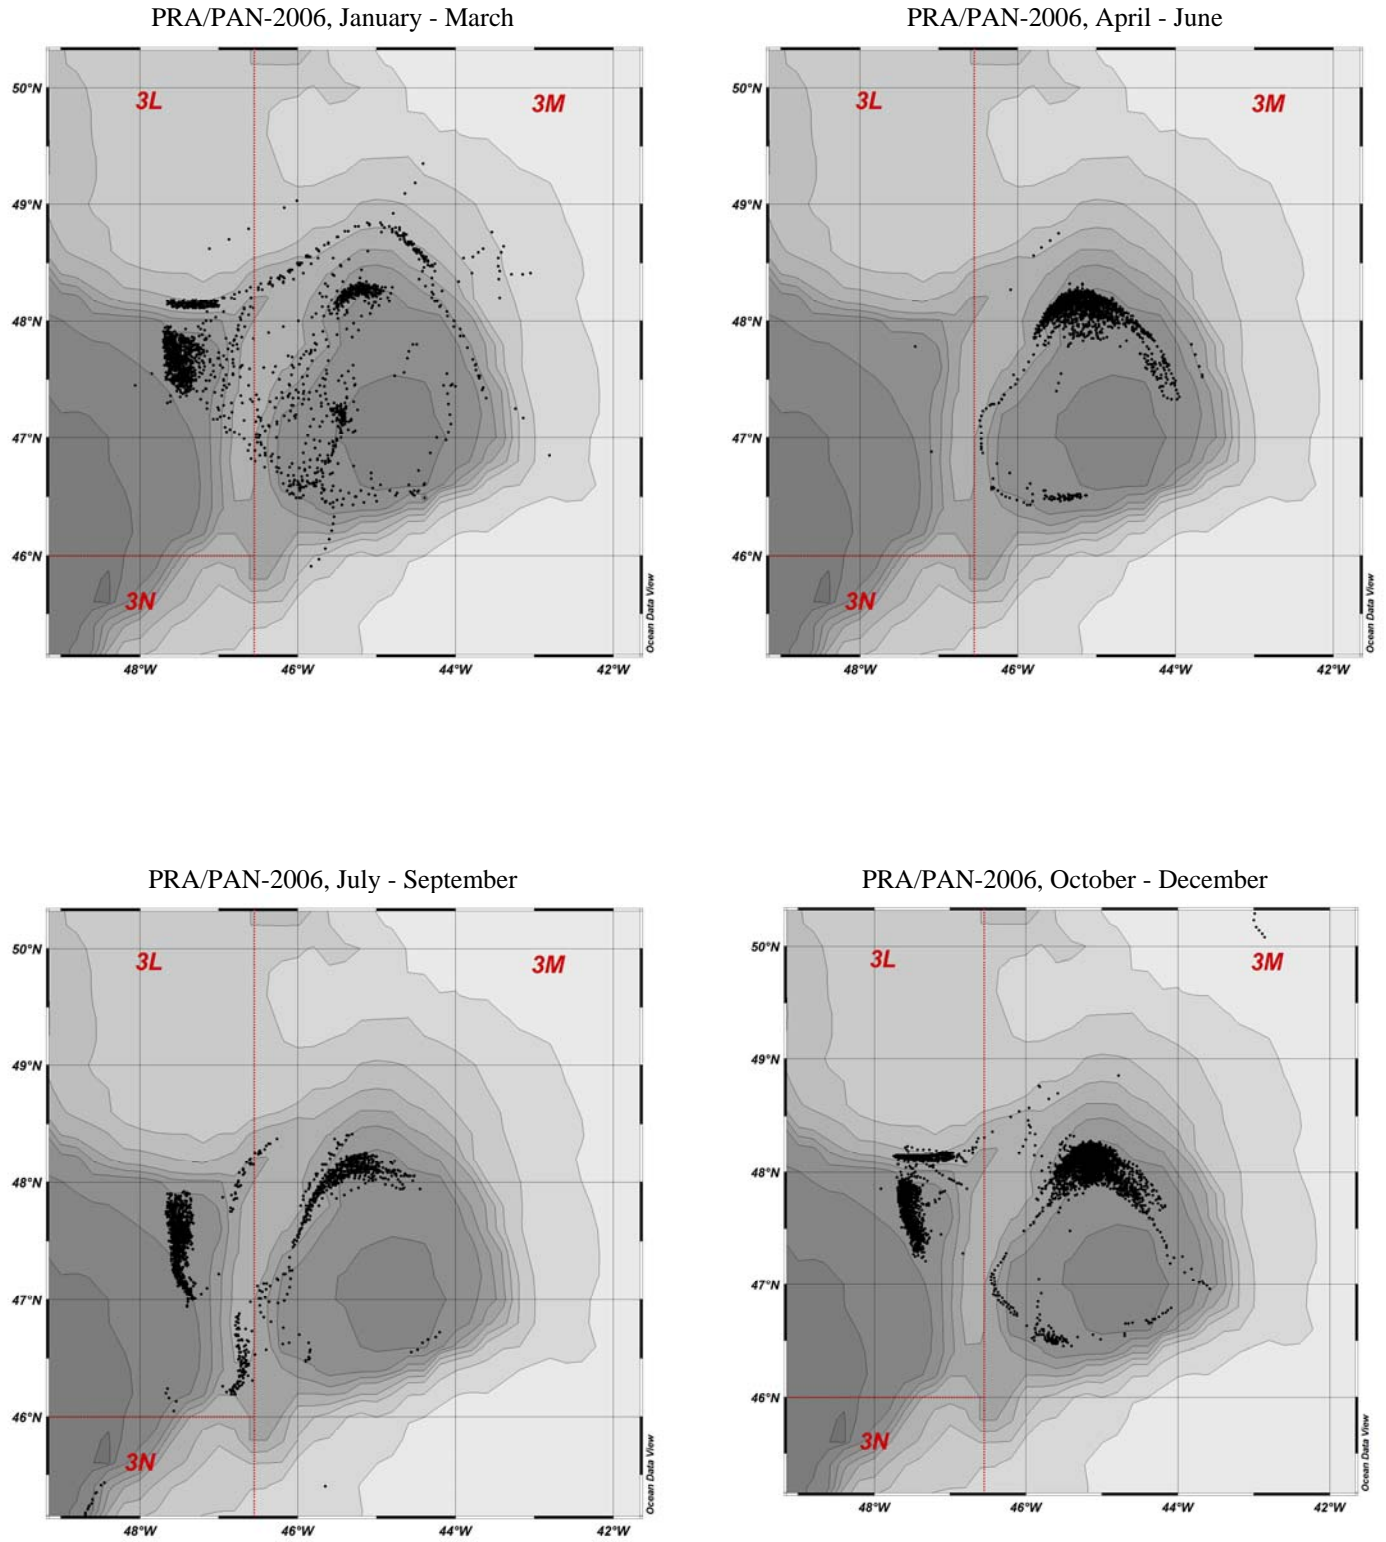 PRA/PAN-2006, January - March
50°N
49°N
48°N
47°N
46°N
3L
3M
3N
48°W
46°W
44°W
42°W
Ocean Data View
PRA/PAN-2006, April - June
50°N
49°N
48°N
47°N
46°N
3L
3M
3N
48°W
46°W
44°W
42°W
Ocean Data View
PRA/PAN-2006, July - September
50°N
49°N
48°N
47°N
46°N
3L
3M
3N
48°W
46°W
44°W
42°W
Ocean Data View
PRA/PAN-2006, October - December
50°N
49°N
48°N
47°N
46°N
3L
3M
3N
48°W
46°W
44°W
42°W
Ocean Data View